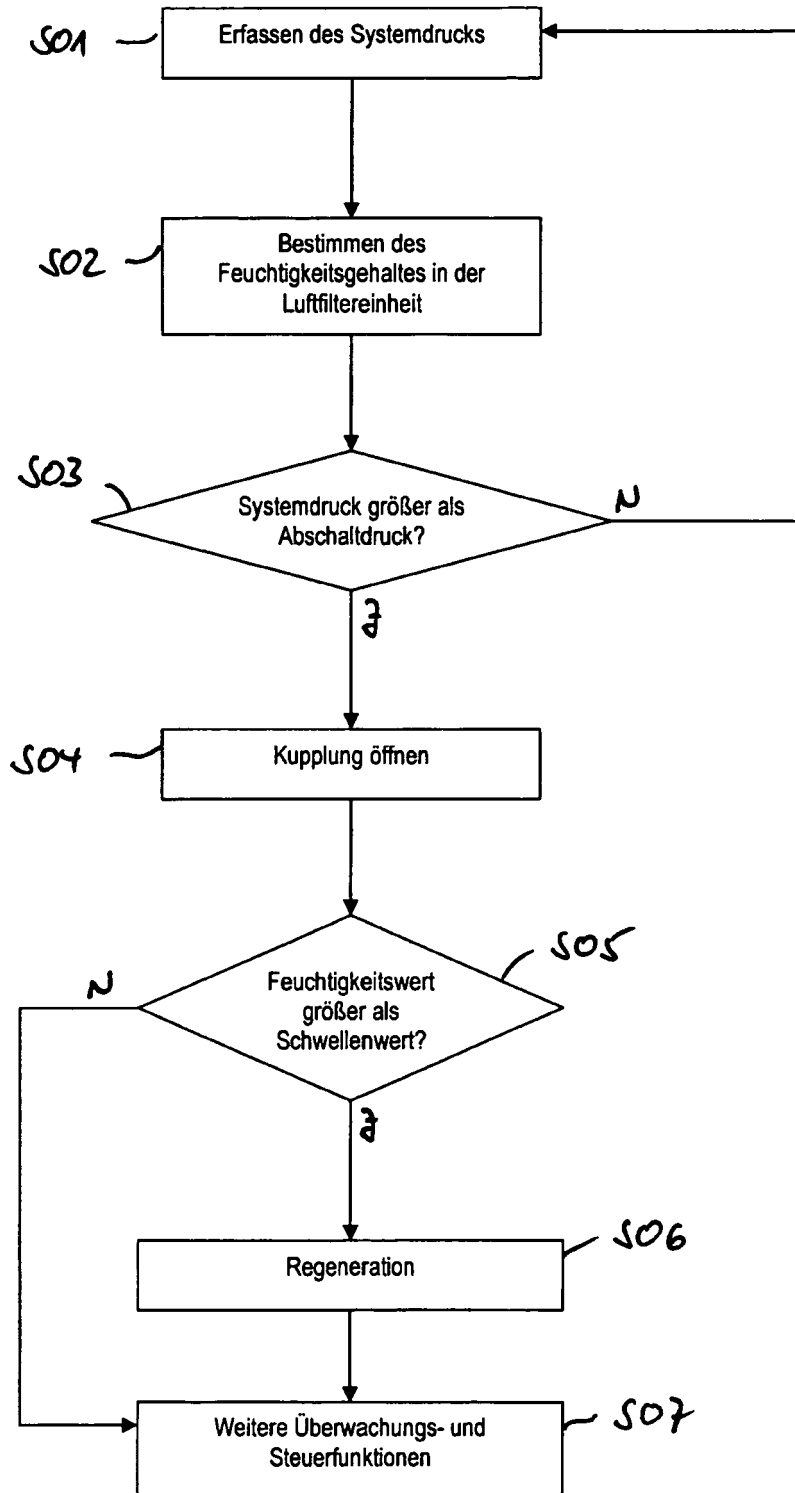 S01
Erfassen des Systemdrucks
S02
Bestimmen des
Feuchtigkeitsgehaltes in der
Luftfiltereinheit
S03
Systemdruck größer als
Abschaltdruck?
N
J
S04
Kupplung öffnen
S05
N
Feuchtigkeitswert
größer als
Schwellenwert?
J
S06
Regeneration
Weitere Überwachungs- und
Steuerfunktionen
S07